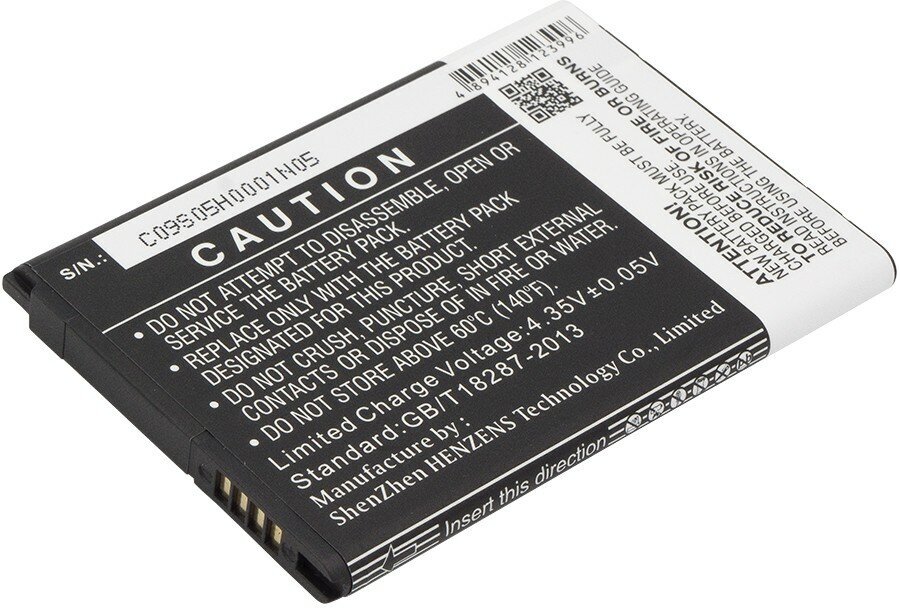 S/N.: C09S05H0001N05
4 894128 123996
CAUTION
• DO NOT ATTEMPT TO DISASSEMBLE, OPEN OR
SERVICE THE BATTERY PACK.
• REPLACE ONLY WITH THE BATTERY PACK
DESIGNATED FOR THIS PRODUCT.
• DO NOT CRUSH, PUNCTURE, SHORT EXTERNAL
CONTACTS OR DISPOSE OF IN FIRE OR WATER.
• DO NOT STORE ABOVE 60℃ (140℉).
Limited Charge Voltage:4.35V±0.05V
Standard:GB/T18287-2013
Manufacture by :
ShenZhen HENZENS Technology Co., Limited
Insert this direction
ATTENTION!
NEW BATTERY PACK MUST BE FULLY
CHARGED BEFORE USE.
TO REDUCE RISK OF FIRE OR BURNS
READ INSTRUCTIONS IN OPERATING GUIDE
BEFORE USING THE BATTERY.